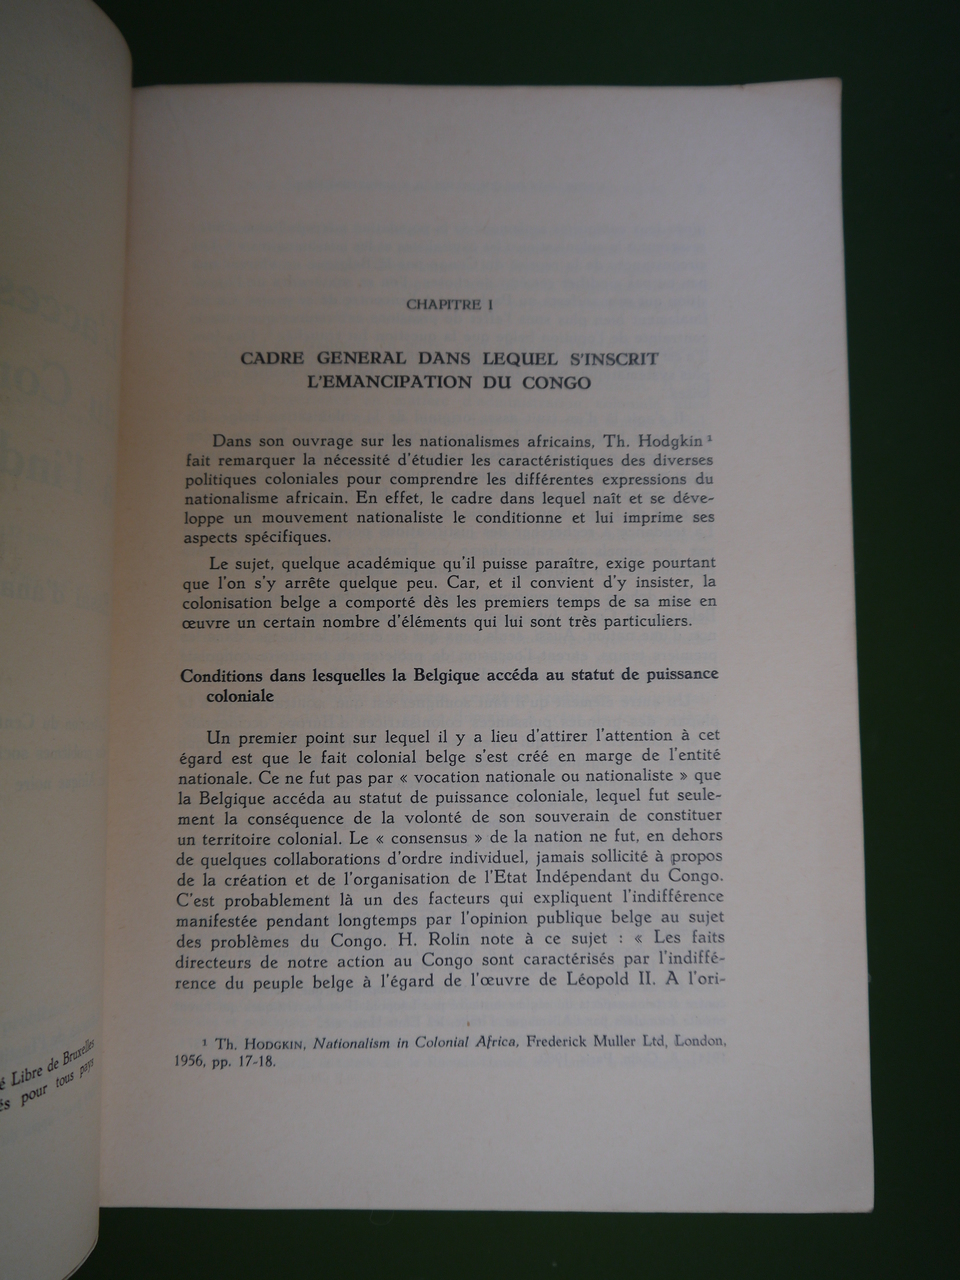 CHAPITRE I
CADRE GENERAL DANS LEQUEL S'INSCRIT
L'EMANCIPATION DU CONGO
Dans son ouvrage sur les nationalismes africains, Th. Hodgkin ¹
fait remarquer la nécessité d'étudier les caractéristiques des diverses
politiques coloniales pour comprendre les différentes expressions du
nationalisme africain. En effet, le cadre dans lequel naît et se déve-
loppe un mouvement nationaliste le conditionne et lui imprime ses
aspects spécifiques.
Le sujet, quelque académique qu'il puisse paraître, exige pourtant
que l'on s'y arrête quelque peu. Car, et il convient d'y insister, la
colonisation belge a comporté dès les premiers temps de sa mise en
œuvre un certain nombre d'éléments qui lui sont très particuliers.
Conditions dans lesquelles la Belgique accéda au statut de puissance
coloniale
Un premier point sur lequel il y a lieu d'attirer l'attention à cet
égard est que le fait colonial belge s'est créé en marge de l'entité
nationale. Ce ne fut pas par « vocation nationale ou nationaliste » que
la Belgique accéda au statut de puissance coloniale, lequel fut seule-
ment la conséquence de la volonté de son souverain de constituer
un territoire colonial. Le « consensus » de la nation ne fut, en dehors
de quelques collaborations d'ordre individuel, jamais sollicité à propos
de la création et de l'organisation de l'Etat Indépendant du Congo.
C'est probablement là un des facteurs qui expliquent l'indifférence
manifestée pendant longtemps par l'opinion publique belge au sujet
des problèmes du Congo. H. Rolin note à ce sujet : « Les faits
directeurs de notre action au Congo sont caractérisés par l'indiffé-
rence du peuple belge à l'égard de l'œuvre de Léopold II. A l'ori-
¹ Th. HODGKIN, Nationalism in Colonial Africa, Frederick Muller Ltd, London,
1956, pp. 17-18.
é Libre de Bruxelles
és pour tous pays